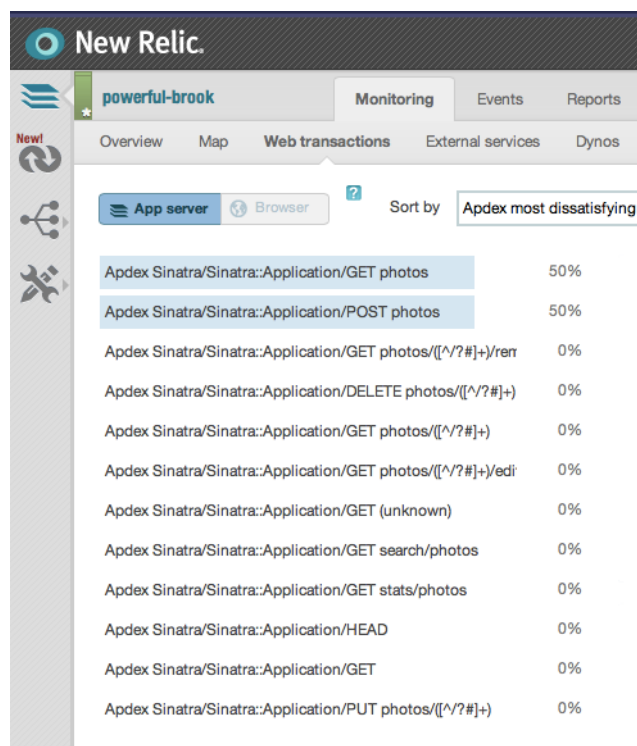 New Relic.
powerful-brook
Monitoring Events Reports
New!
Overview Map Web transactions External services Dynos
App server Browser ? Sort by Apdex most dissatisfying
Apdex Sinatra/Sinatra::Application/GET photos 50%
Apdex Sinatra/Sinatra::Application/POST photos 50%
Apdex Sinatra/Sinatra::Application/GET photos/([^/?#]+)/rem 0%
Apdex Sinatra/Sinatra::Application/DELETE photos/([^/?#]+) 0%
Apdex Sinatra/Sinatra::Application/GET photos/([^/?#]+) 0%
Apdex Sinatra/Sinatra::Application/GET photos/([^/?#]+)/edi 0%
Apdex Sinatra/Sinatra::Application/GET (unknown) 0%
Apdex Sinatra/Sinatra::Application/GET search/photos 0%
Apdex Sinatra/Sinatra::Application/GET stats/photos 0%
Apdex Sinatra/Sinatra::Application/HEAD 0%
Apdex Sinatra/Sinatra::Application/GET 0%
Apdex Sinatra/Sinatra::Application/PUT photos/([^/?#]+) 0%